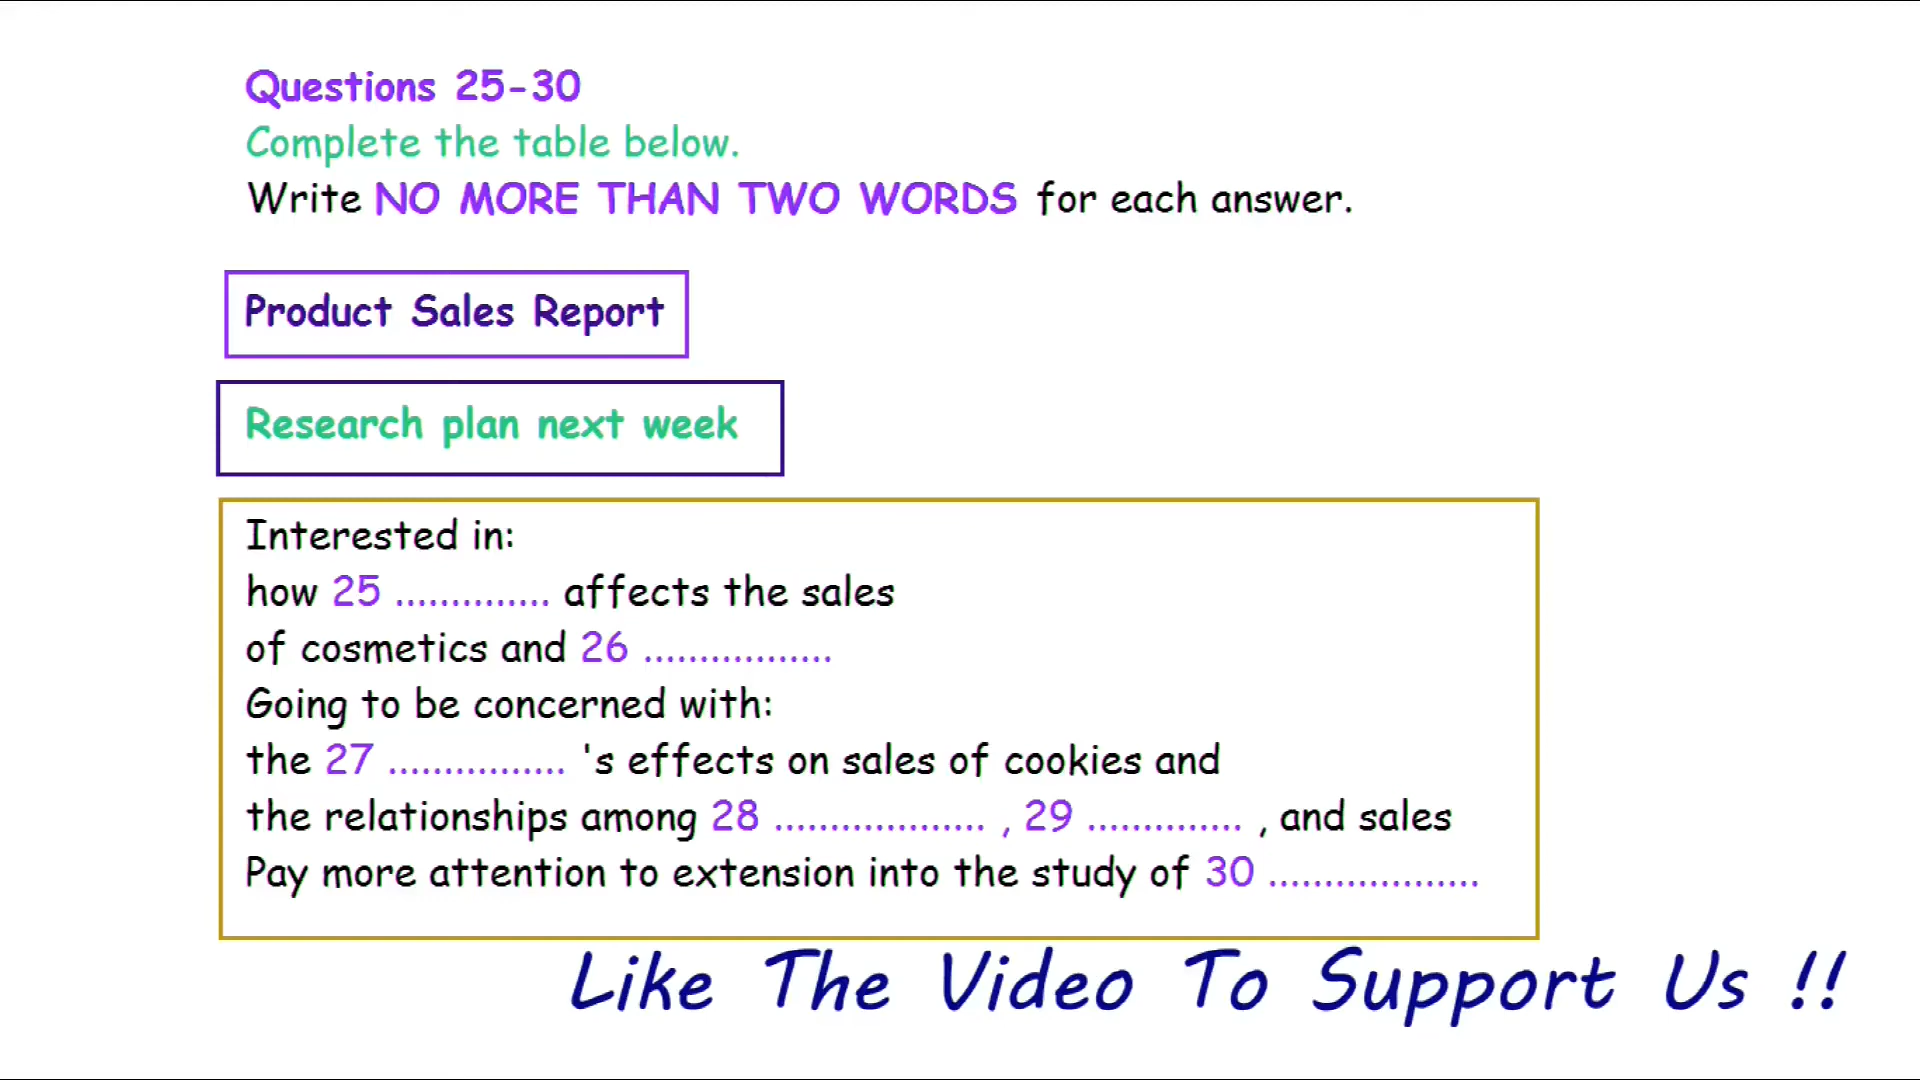 Questions 25-30
Complete the table below.
Write NO MORE THAN TWO WORDS for each answer.
Product Sales Report
Research plan next week
Interested in:
how 25 .............. affects the sales
of cosmetics and 26 .................
Going to be concerned with:
the 27 ................ 's effects on sales of cookies and
the relationships among 28 ................... , 29 .............. , and sales
Pay more attention to extension into the study of 30 ...................
Like The Video To Support Us !!